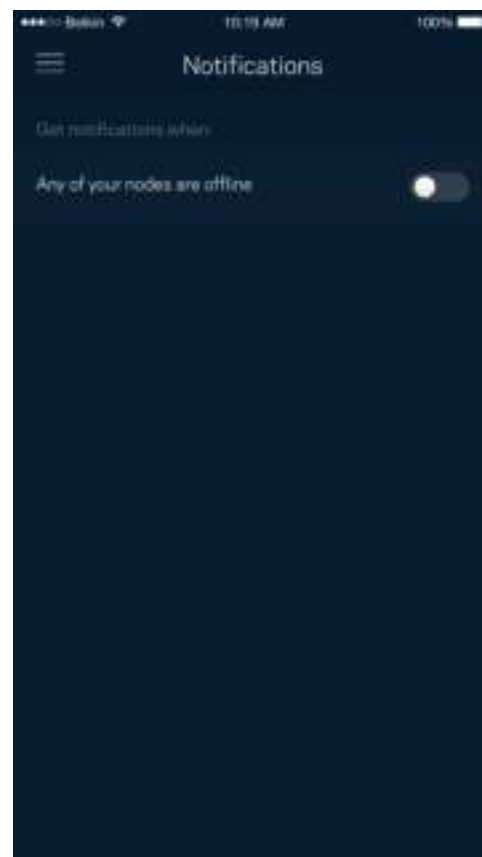 Belkin 10:19 AM 100%
Notifications
Get notifications when:
Any of your nodes are offline